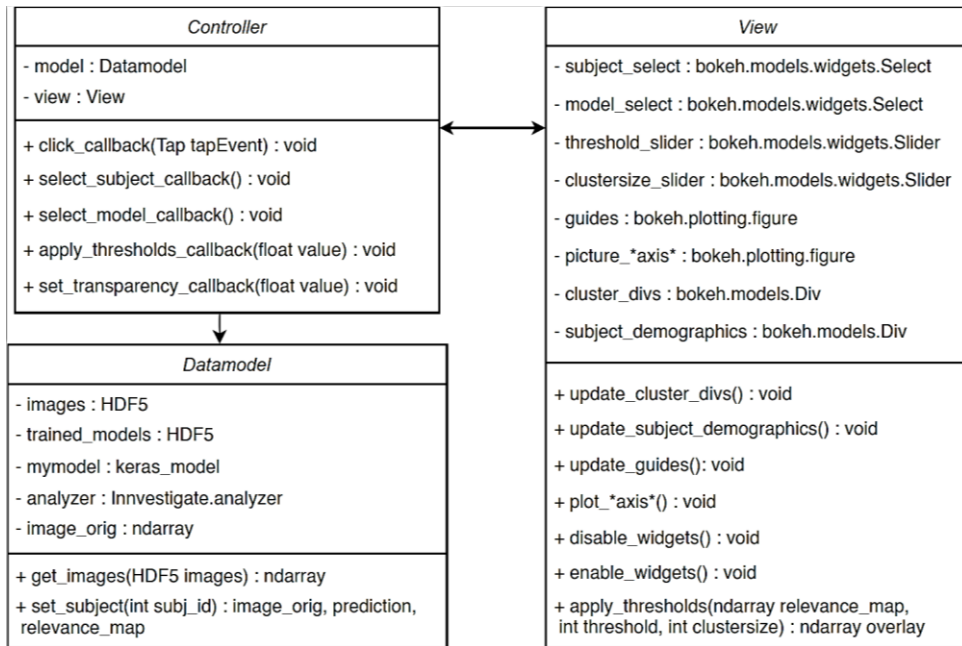 Controller
- model : Datamodel
- view : View
+ click_callback(Tap tapEvent) : void
+ select_subject_callback() : void
+ select_model_callback() : void
+ apply_thresholds_callback(float value) : void
+ set_transparency_callback(float value) : void
Datamodel
- images : HDF5
- trained_models : HDF5
- mymodel : keras_model
- analyzer : Innvestigate.analyzer
- image_orig : ndarray
+ get_images(HDF5 images) : ndarray
+ set_subject(int subj_id) : image_orig, prediction,
relevance_map
View
- subject_select : bokeh.models.widgets.Select
- model_select : bokeh.models.widgets.Select
- threshold_slider : bokeh.models.widgets.Slider
- clustersize_slider : bokeh.models.widgets.Slider
- guides : bokeh.plotting.figure
- picture_*axis* : bokeh.plotting.figure
- cluster_divs : bokeh.models.Div
- subject_demographics : bokeh.models.Div
+ update_cluster_divs() : void
+ update_subject_demographics() : void
+ update_guides(): void
+ plot_*axis*() : void
+ disable_widgets() : void
+ enable_widgets() : void
+ apply_thresholds(ndarray relevance_map,
int threshold, int clustersize) : ndarray overlay